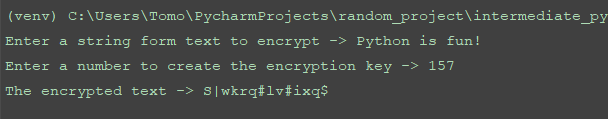 (venv) C:\Users\Tomo\PycharmProjects\random_project\intermediate_py
Enter a string form text to encrypt -> Python is fun!
Enter a number to create the encryption key -> 157
The encrypted text -> S|wkrq#lv#ixq$